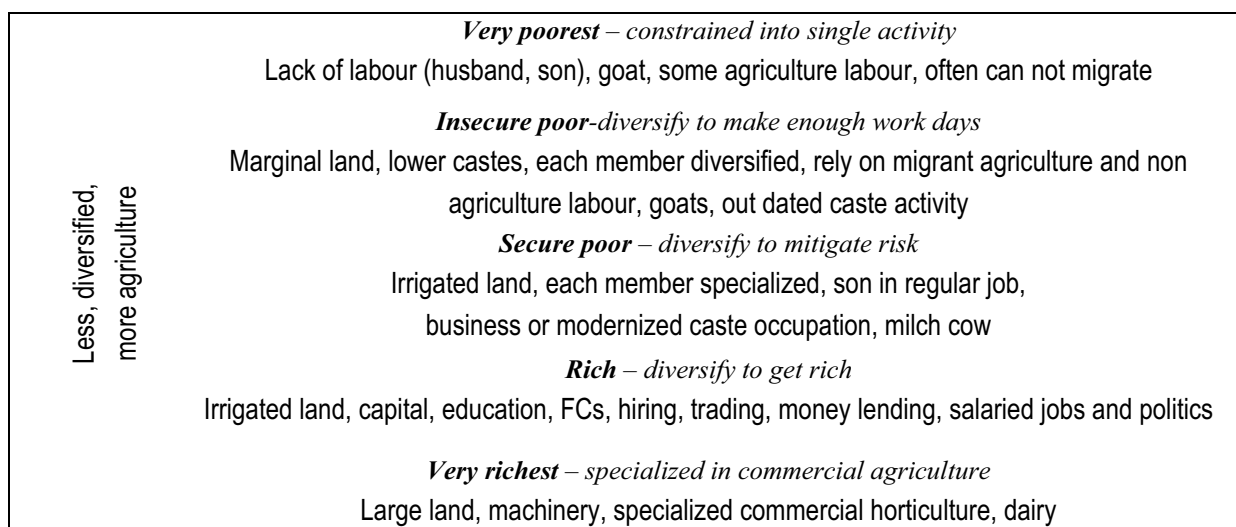 Very poorest – constrained into single activity
Lack of labour (husband, son), goat, some agriculture labour, often can not migrate
Insecure poor-diversify to make enough work days
Marginal land, lower castes, each member diversified, rely on migrant agriculture and non
agriculture labour, goats, out dated caste activity
Less, diversified,
more agriculture
Secure poor – diversify to mitigate risk
Irrigated land, each member specialized, son in regular job,
business or modernized caste occupation, milch cow
Rich – diversify to get rich
Irrigated land, capital, education, FCs, hiring, trading, money lending, salaried jobs and politics
Very richest – specialized in commercial agriculture
Large land, machinery, specialized commercial horticulture, dairy